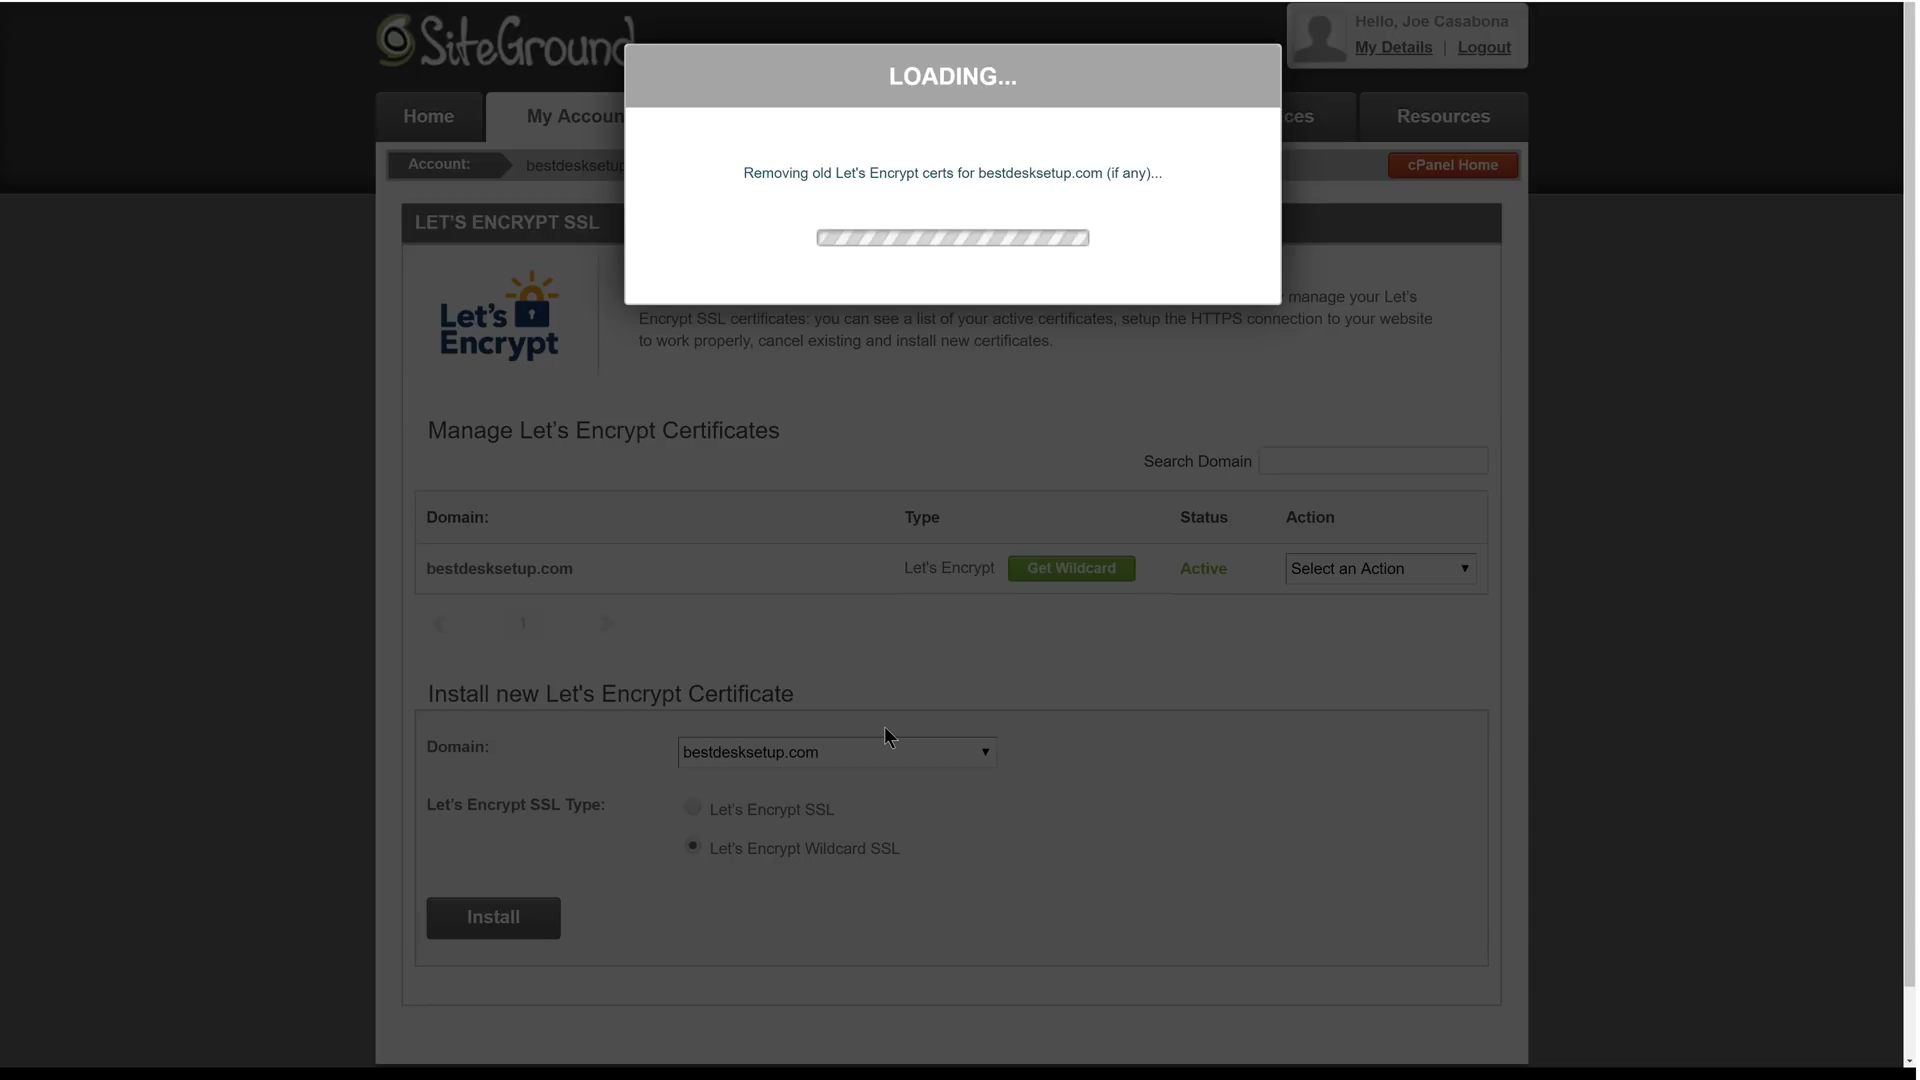 SiteGround
Hello, Joe Casabona
My Details | Logout
LOADING...
Home
My Accoun
ces
Resources
Account:
bestdesksetup
cPanel Home
Removing old Let's Encrypt certs for bestdesksetup.com (if any)...
LET'S ENCRYPT SSL
Let's
Encrypt
manage your Let's
Encrypt SSL certificates: you can see a list of your active certificates, setup the HTTPS connection to your website
to work properly, cancel existing and install new certificates.
Manage Let's Encrypt Certificates
Search Domain
Domain: Type Status Action
bestdesksetup.com Let's Encrypt Get Wildcard Active Select an Action
1
Install new Let's Encrypt Certificate
Domain: bestdesksetup.com
Let's Encrypt SSL Type: Let's Encrypt SSL
Let's Encrypt Wildcard SSL
Install